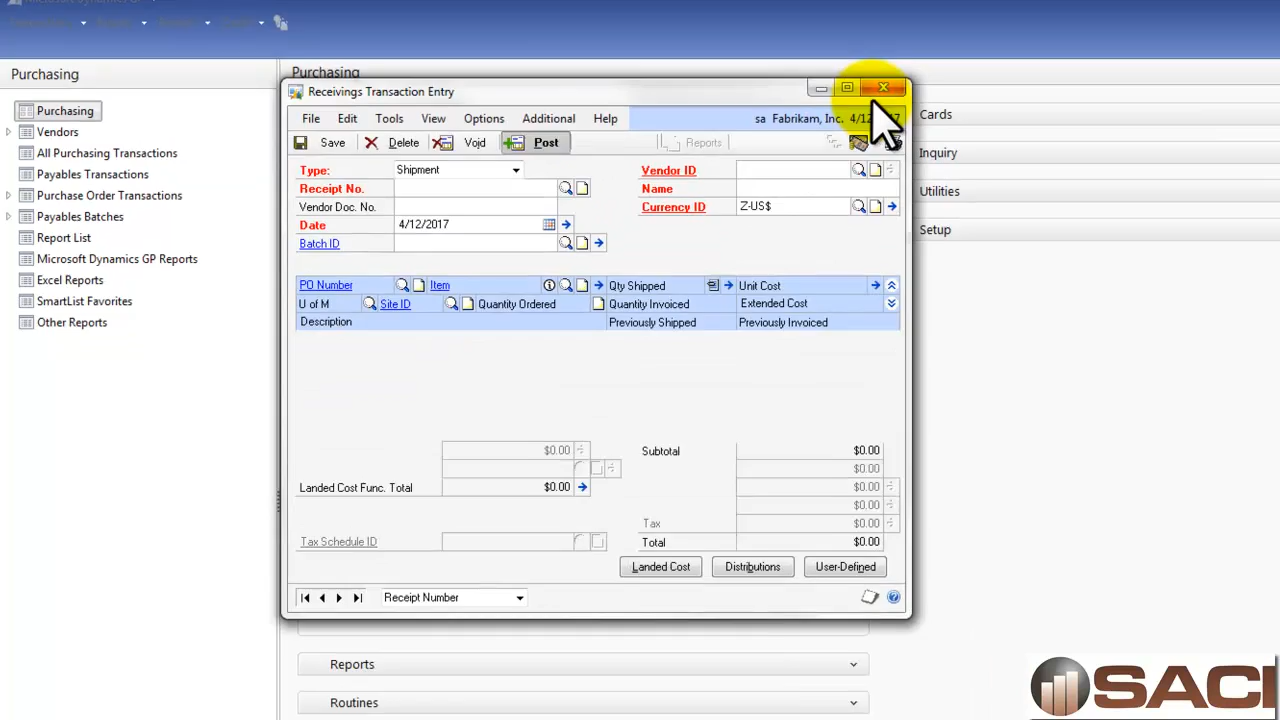 Purchasing
Purchasing
Vendors
All Purchasing Transactions
Payables Transactions
Purchase Order Transactions
Payables Batches
Report List
Microsoft Dynamics GP Reports
Excel Reports
SmartList Favorites
Other Reports
Purchasing
Receivings Transaction Entry
File Edit Tools View Options Additional Help sa Fabrikam, Inc. 4/12
Save Delete Void Post Reports
Type: Shipment Vendor ID
Receipt No. Name
Vendor Doc. No. Currency ID Z-US$
Date 4/12/2017
Batch ID
PO Number Item Qty Shipped Unit Cost
U of M Site ID Quantity Ordered Quantity Invoiced Extended Cost
Description Previously Shipped Previously Invoiced
$0.00 Subtotal $0.00
$0.00
Landed Cost Func. Total $0.00 $0.00
$0.00
Tax $0.00
Tax Schedule ID Total $0.00
Landed Cost Distributions User-Defined
Receipt Number
Cards
Inquiry
Utilities
Setup
Reports
Routines
SACI